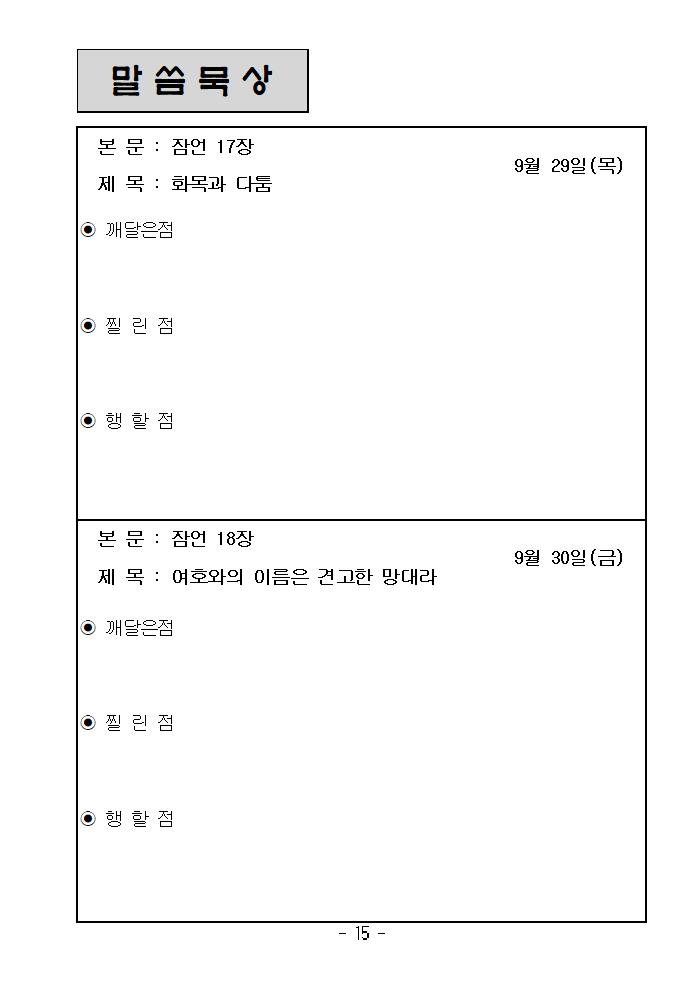 말 씀 묵 상
본 문 : 잠언 17장
9월 29일(목)
제 목 : 화목과 다툼
◉ 깨달은점
◉ 찔 린 점
◉ 행 할 점
본 문 : 잠언 18장
9월 30일(금)
제 목 : 여호와의 이름은 견고한 망대라
◉ 깨달은점
◉ 찔 린 점
◉ 행 할 점
- 15 -